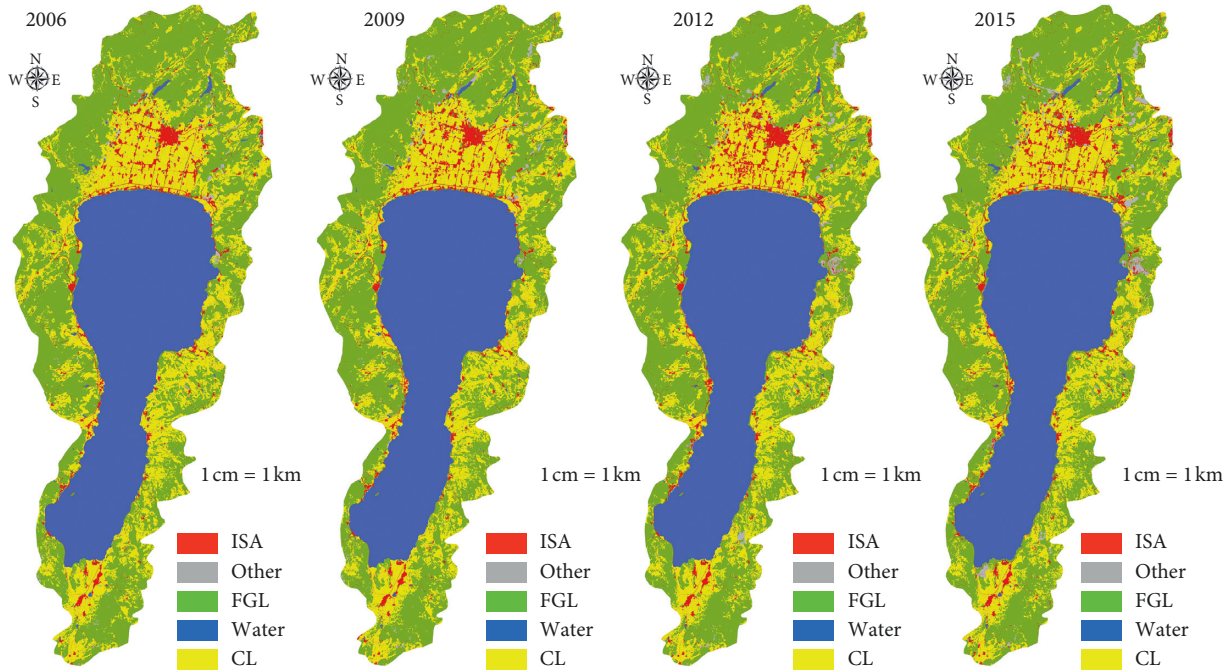 2006
N
W E
S
1 cm = 1 km
ISA
Other
FGL
Water
CL
2009
N
W E
S
1 cm = 1 km
ISA
Other
FGL
Water
CL
2012
N
W E
S
1 cm = 1 km
ISA
Other
FGL
Water
CL
2015
N
W E
S
1 cm = 1 km
ISA
Other
FGL
Water
CL